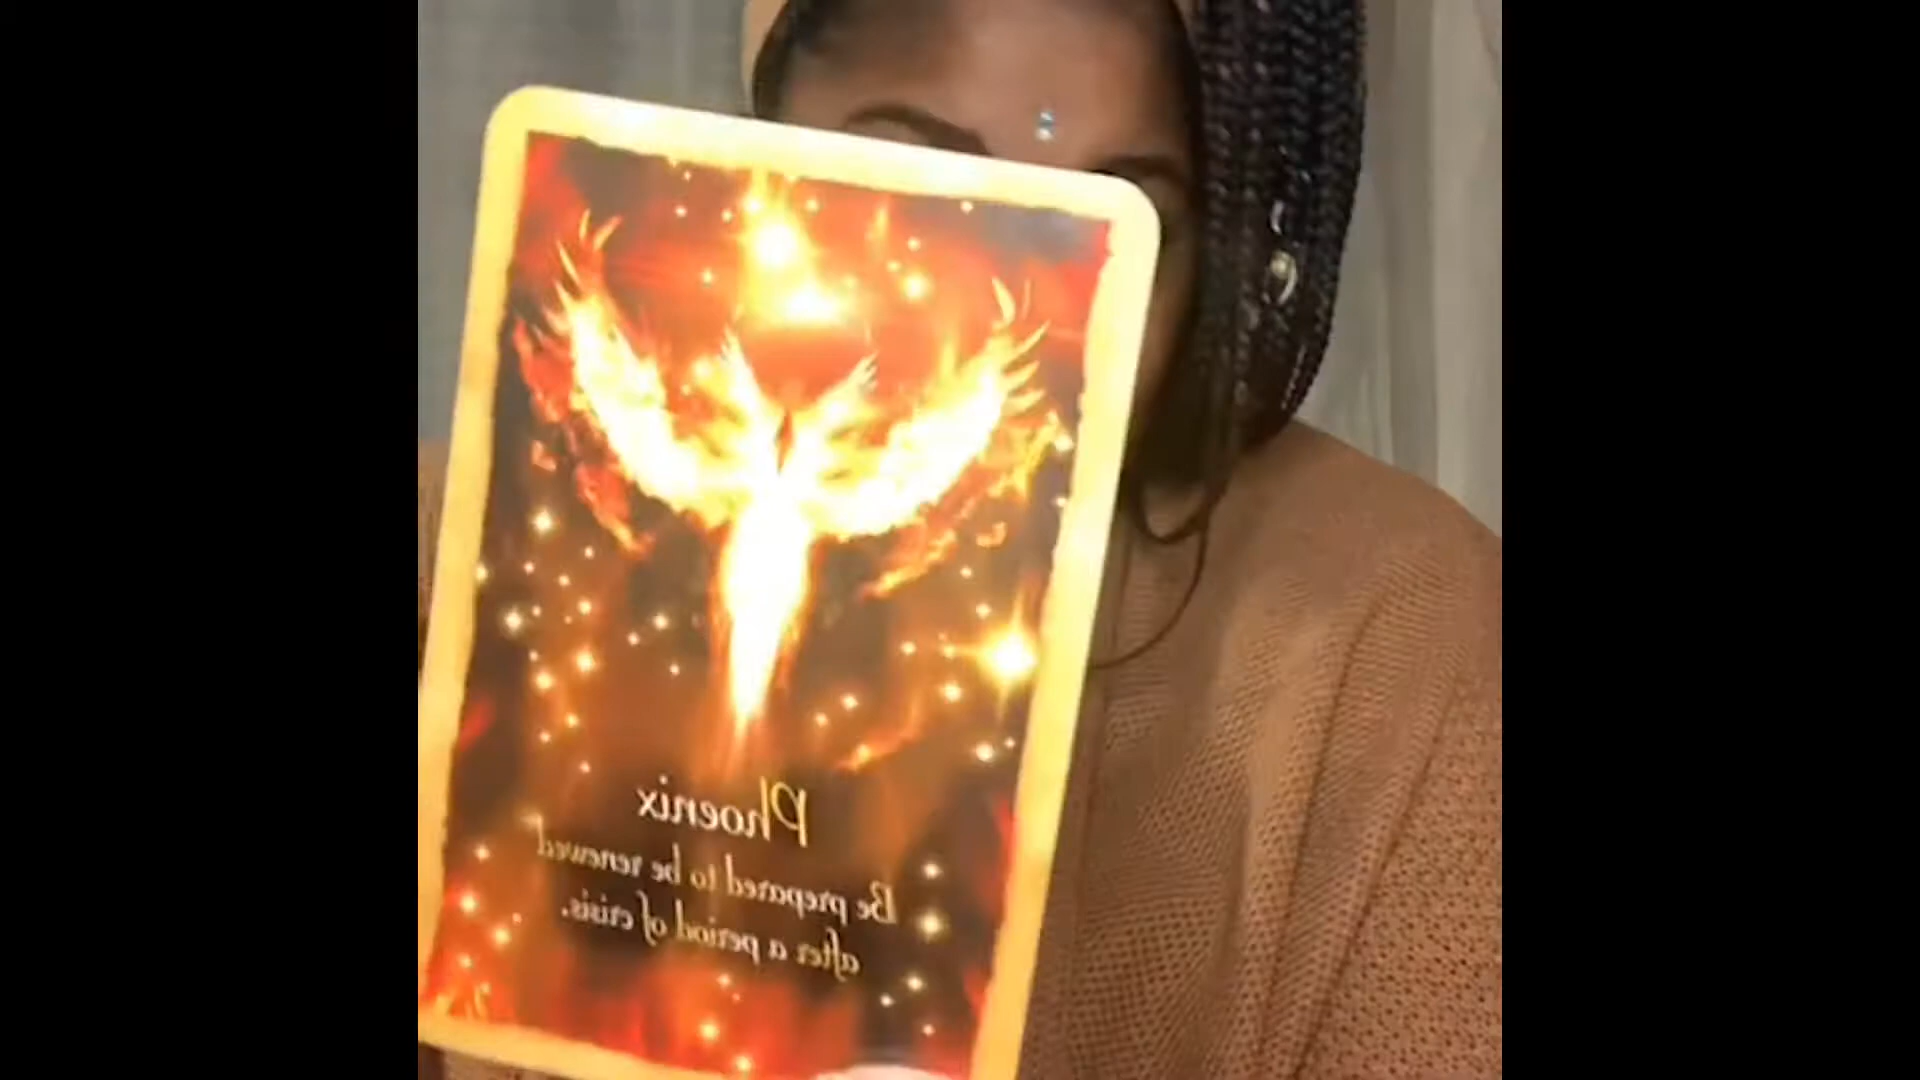 Phoenix
Be prepared to be renewed
after a period of crisis.